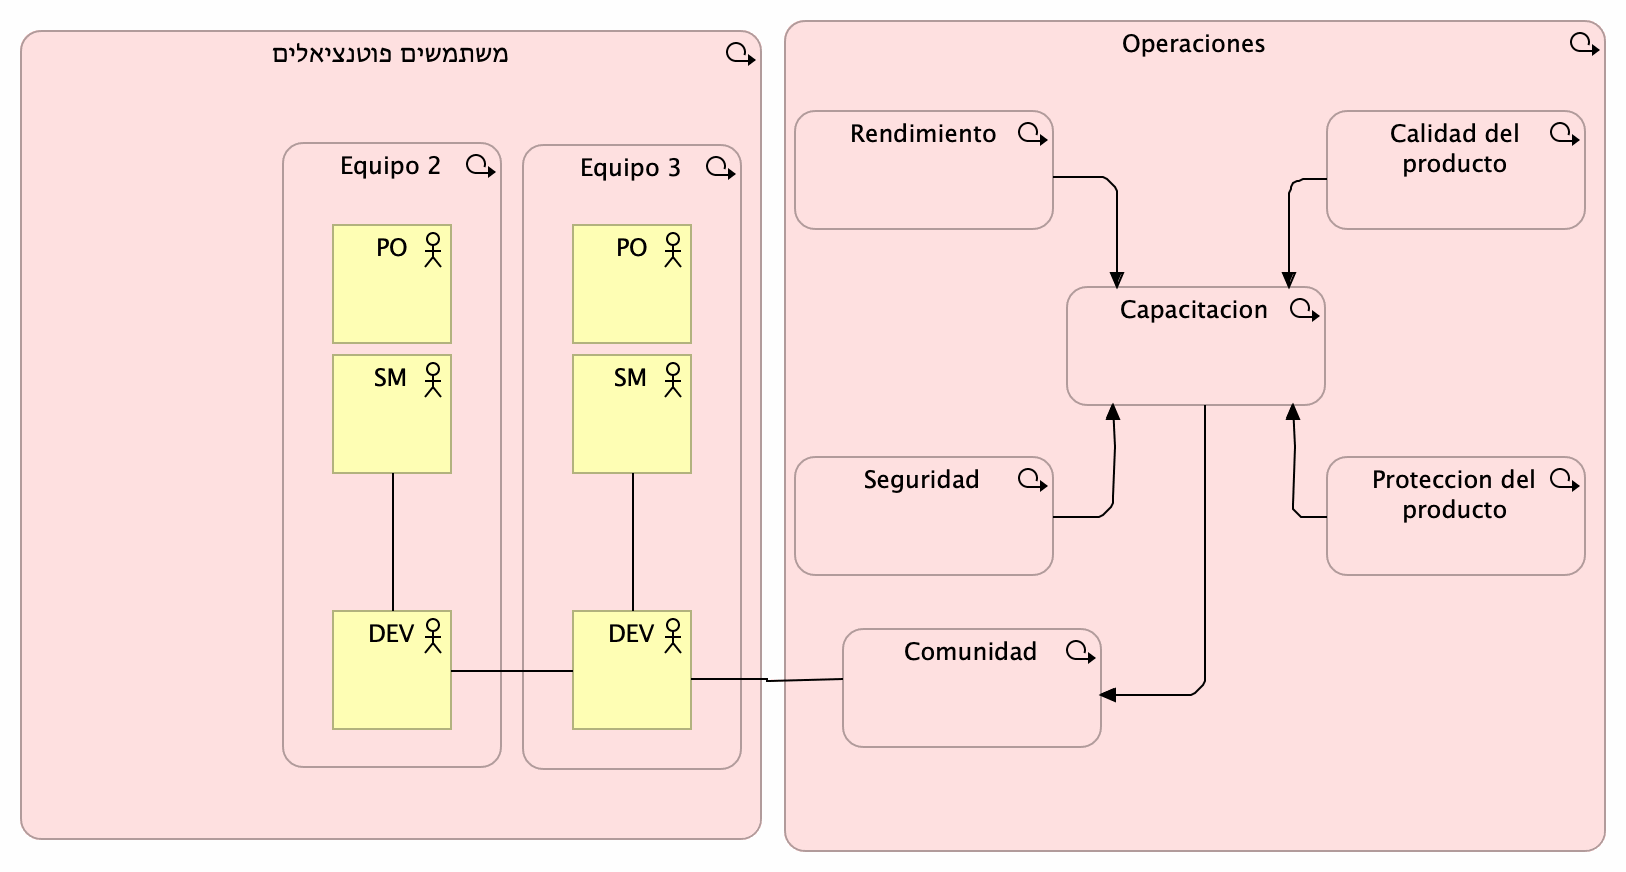 משתמשים פוטנציאלים
Equipo 2
PO
SM
DEV
Equipo 3
PO
SM
DEV
Operaciones
Rendimiento
Calidad del
producto
Capacitacion
Seguridad
Proteccion del
producto
Comunidad